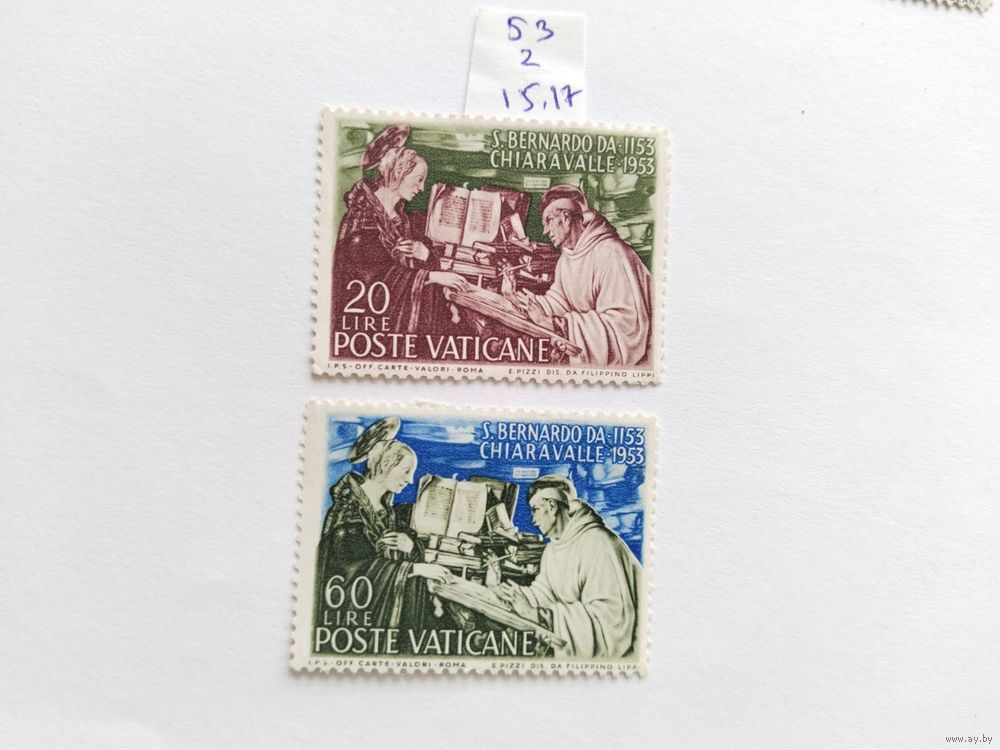 53
2
15,17
S. BERNARDO DA · 1153
CHIARAVALLE · 1953
20
LIRE
POSTE VATICANE
I.P.S - OFF. CARTE - VALORI - ROMA E. PIZZI DIS. DA FILIPPINO LIPPI
S. BERNARDO DA · 1153
CHIARAVALLE · 1953
60
LIRE
POSTE VATICANE
I.P.S - OFF. CARTE - VALORI - ROMA E. PIZZI DIS. DA FILIPPINO LIPP
www.ay.by